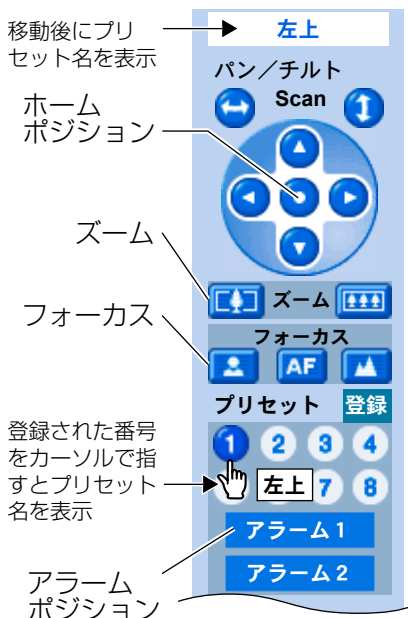 移動後にプリ
セット名を表示
左上
パン／チルト
Scan
ホーム
ポジション
ズーム
ズーム
フォーカス
フォーカス
AF
プリセット 登録
登録された番号
をカーソルで指
すとプリセット
名を表示
1 2 3 4
左上 7 8
アラーム1
アラーム2
アラーム
ポジション